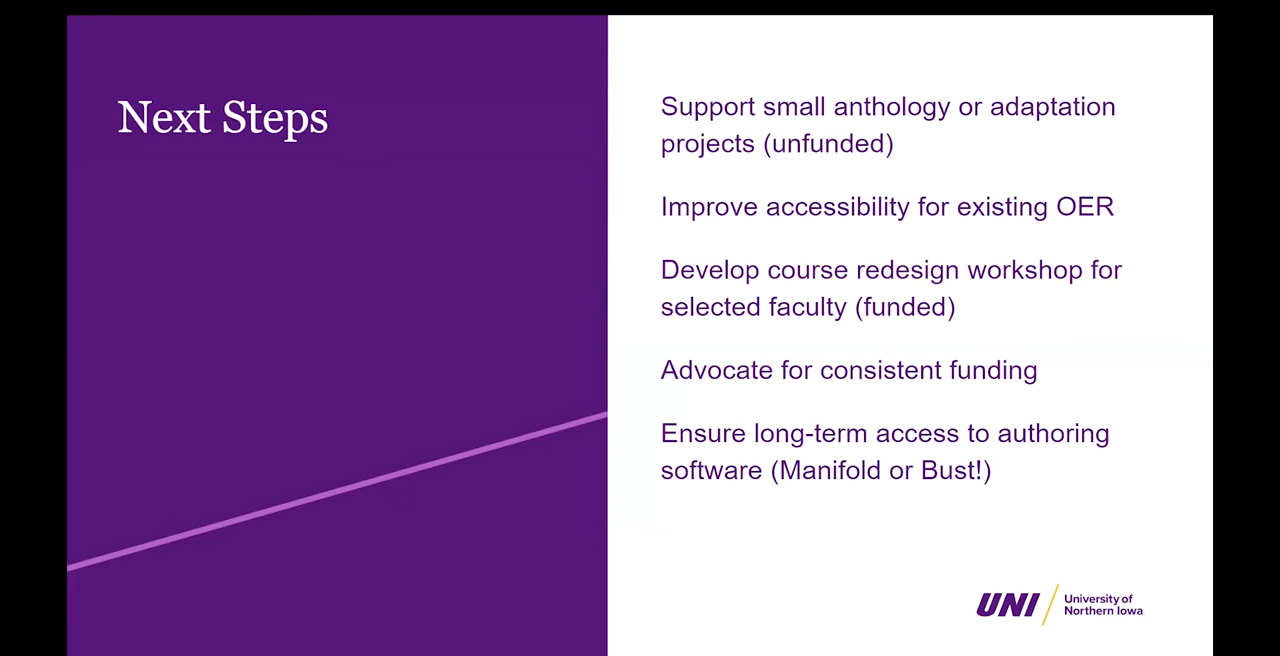 Next Steps
Support small anthology or adaptation
projects (unfunded)
Improve accessibility for existing OER
Develop course redesign workshop for
selected faculty (funded)
Advocate for consistent funding
Ensure long-term access to authoring
software (Manifold or Bust!)
UNI
University of
Northern Iowa